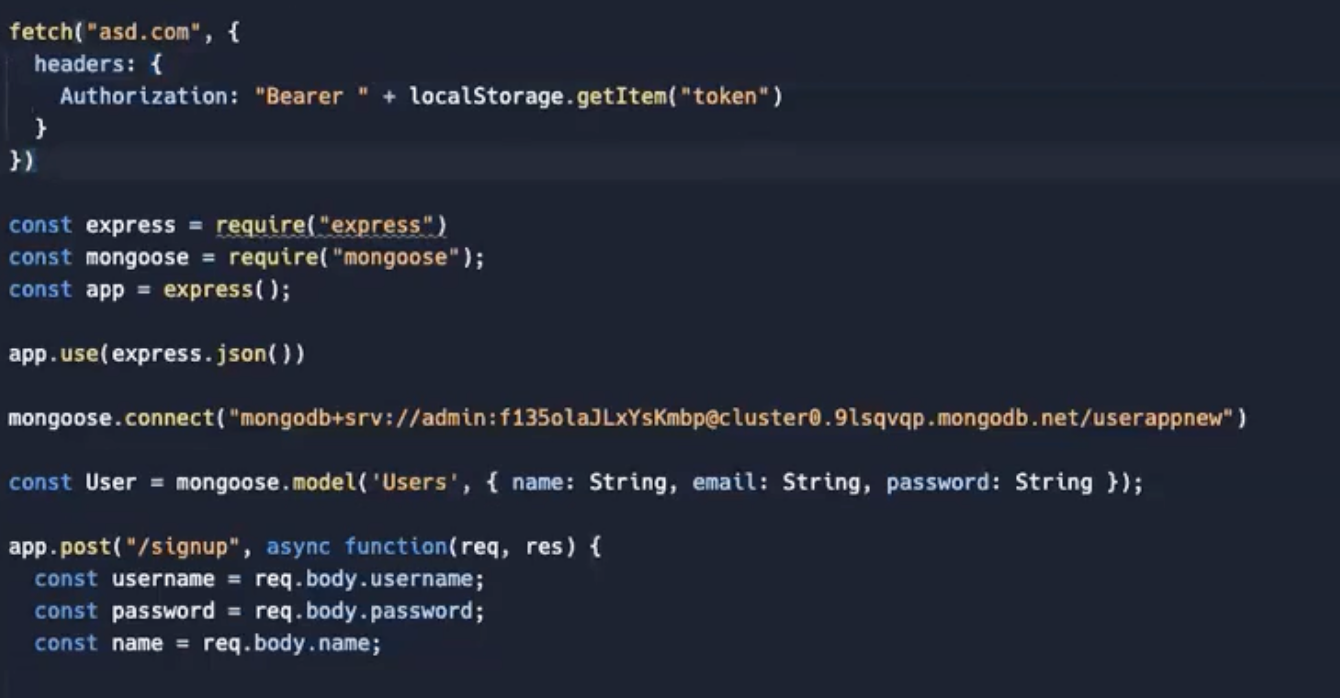 fetch("asd.com", {
  headers: {
    Authorization: "Bearer " + localStorage.getItem("token")
  }
})
const express = require("express")
const mongoose = require("mongoose");
const app = express();
app.use(express.json())
mongoose.connect("mongodb+srv://admin:f135olaJLxYsKmbp@cluster0.9lsqvqp.mongodb.net/userappnew")
const User = mongoose.model('Users', { name: String, email: String, password: String });
app.post("/signup", async function(req, res) {
  const username = req.body.username;
  const password = req.body.password;
  const name = req.body.name;